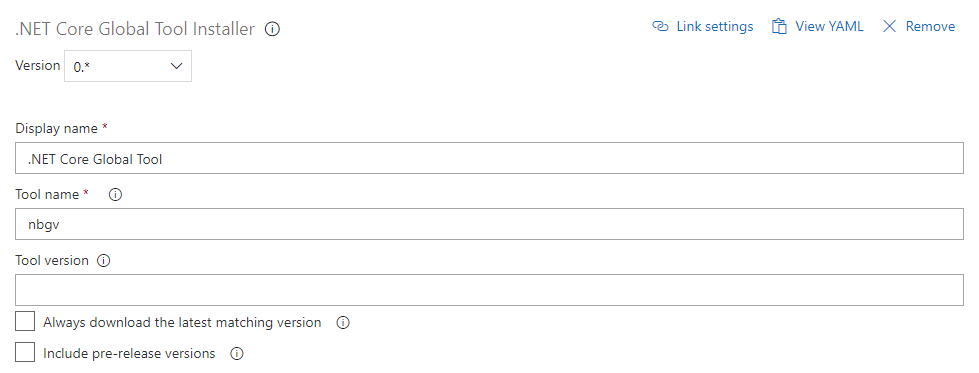 .NET Core Global Tool Installer
Link settings View YAML Remove
Version 0.*
Display name *
.NET Core Global Tool
Tool name *
nbgv
Tool version
Always download the latest matching version
Include pre-release versions